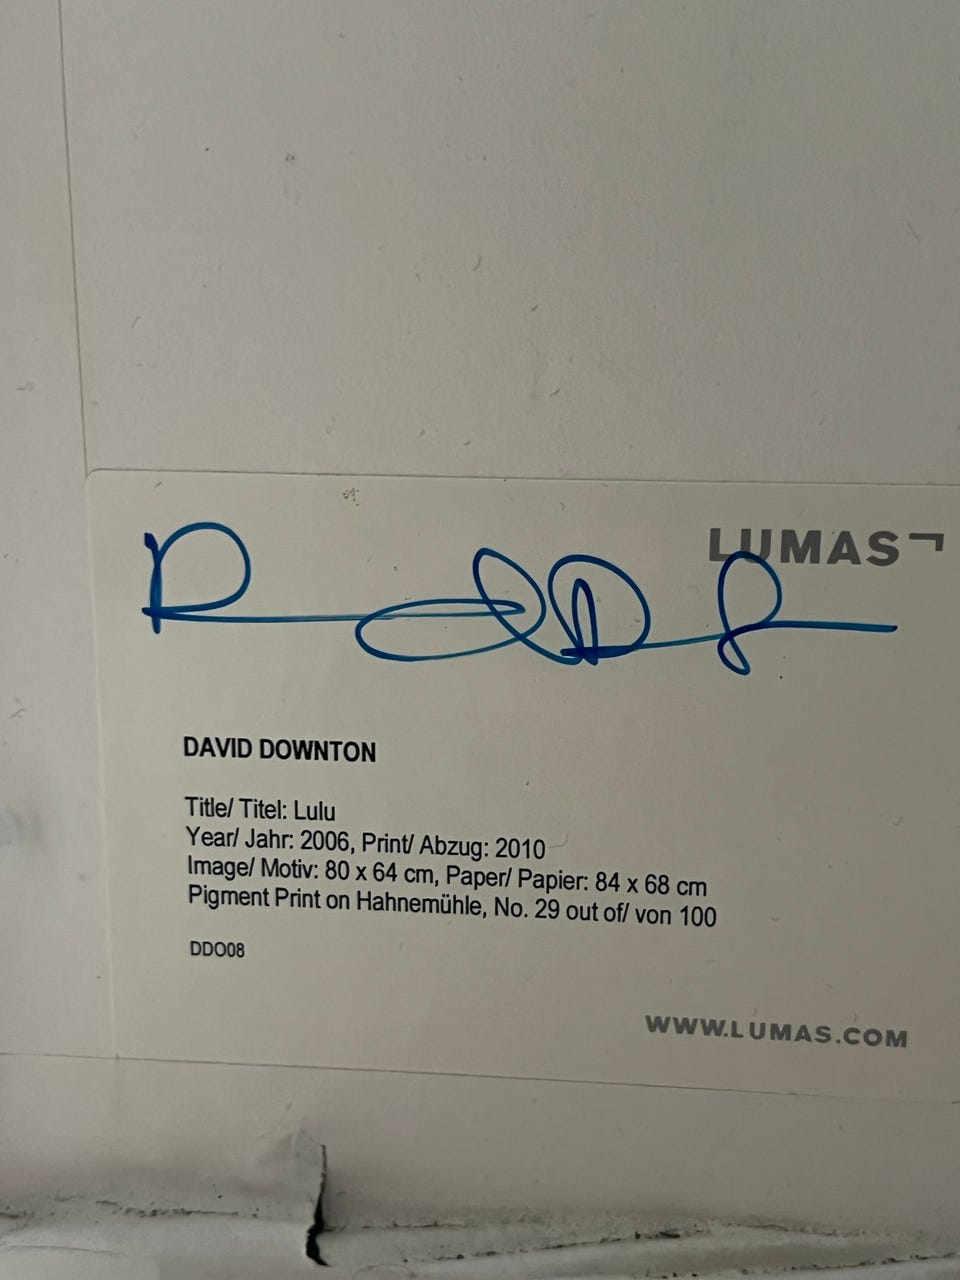 LUMAS
DAVID DOWNTON
Title/ Titel: Lulu
Year/ Jahr: 2006, Print/ Abzug: 2010
Image/ Motiv: 80 x 64 cm, Paper/ Papier: 84 x 68 cm
Pigment Print on Hahnemühle, No. 29 out of/ von 100
DDO08
WWW.LUMAS.COM